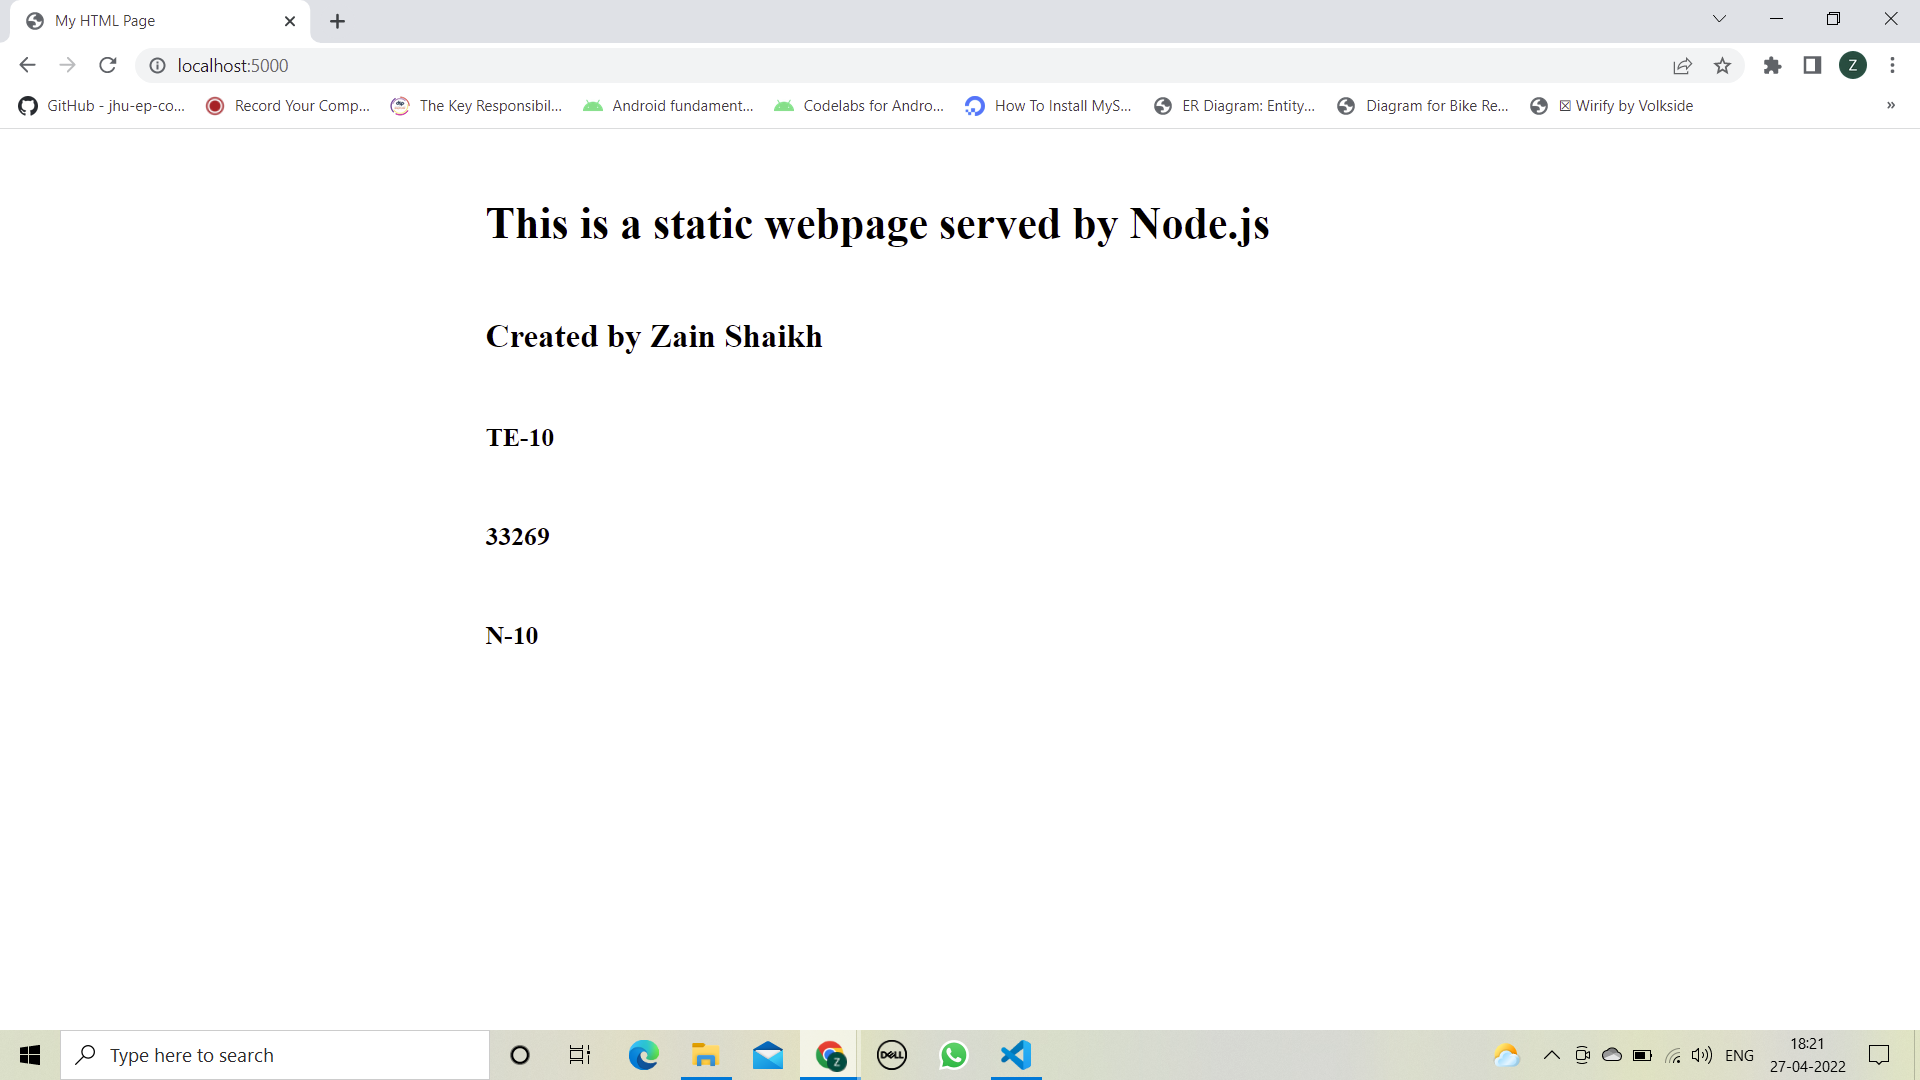 My HTML Page
localhost:5000
GitHub - jhu-ep-co... Record Your Comp... The Key Responsibil... Android fundament... Codelabs for Andro... How To Install MyS... ER Diagram: Entity... Diagram for Bike Re... Wirify by Volkside »
Z
This is a static webpage served by Node.js
Created by Zain Shaikh
TE-10
33269
N-10
Type here to search
DELL
Z
ENG
18:21
27-04-2022